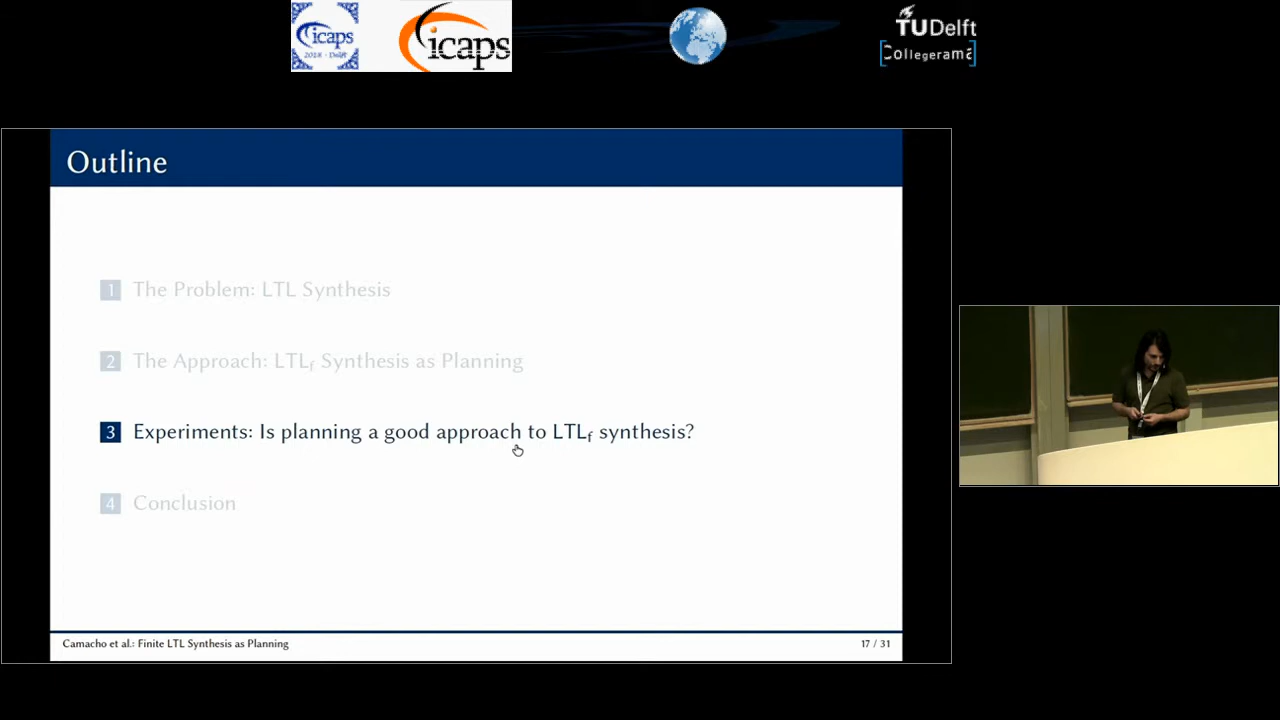 icaps
2018 - Delft
icaps
TUDelft
Collegerama
Outline
1 The Problem: LTL Synthesis
2 The Approach: LTLf Synthesis as Planning
3 Experiments: Is planning a good approach to LTLf synthesis?
4 Conclusion
Camacho et al.: Finite LTL Synthesis as Planning
17 / 31